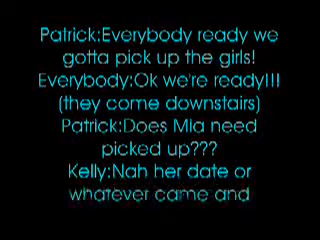 Patrick:Everybody ready we
gotta pick up the girls!
Everybody:Ok we're ready!!!
(they come downstairs)
Patrick:Does Mia need
picked up???
Kelly:Nah her date or
whatever came and